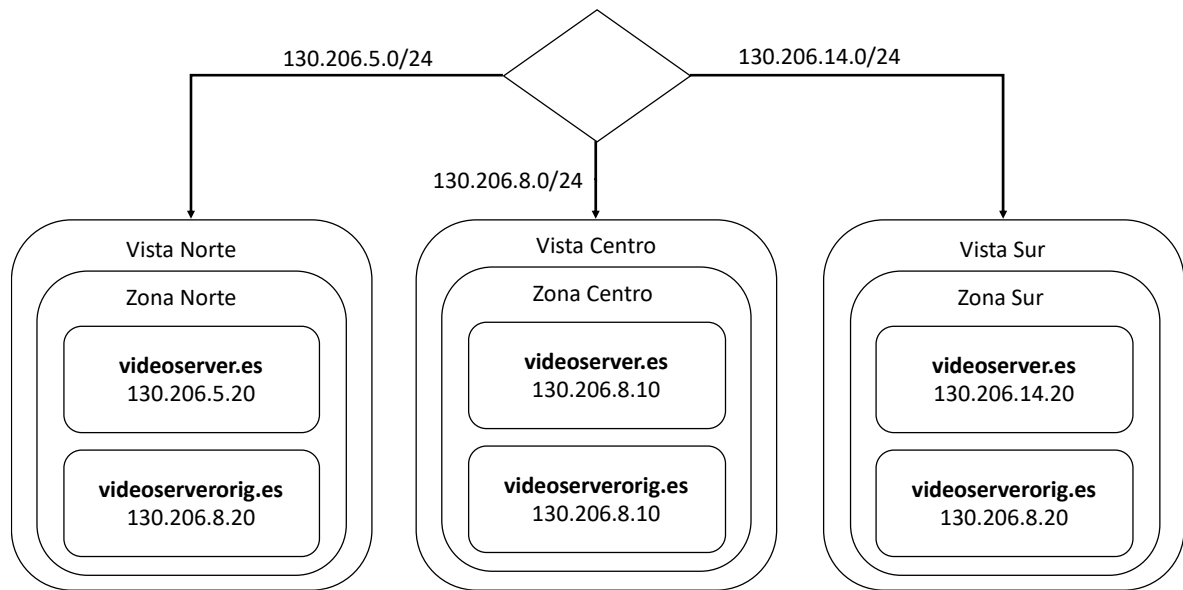 130.206.5.0/24
130.206.14.0/24
130.206.8.0/24
Vista Norte
Zona Norte
videoserver.es
130.206.5.20
videoserverorig.es
130.206.8.20
Vista Centro
Zona Centro
videoserver.es
130.206.8.10
videoserverorig.es
130.206.8.10
Vista Sur
Zona Sur
videoserver.es
130.206.14.20
videoserverorig.es
130.206.8.20